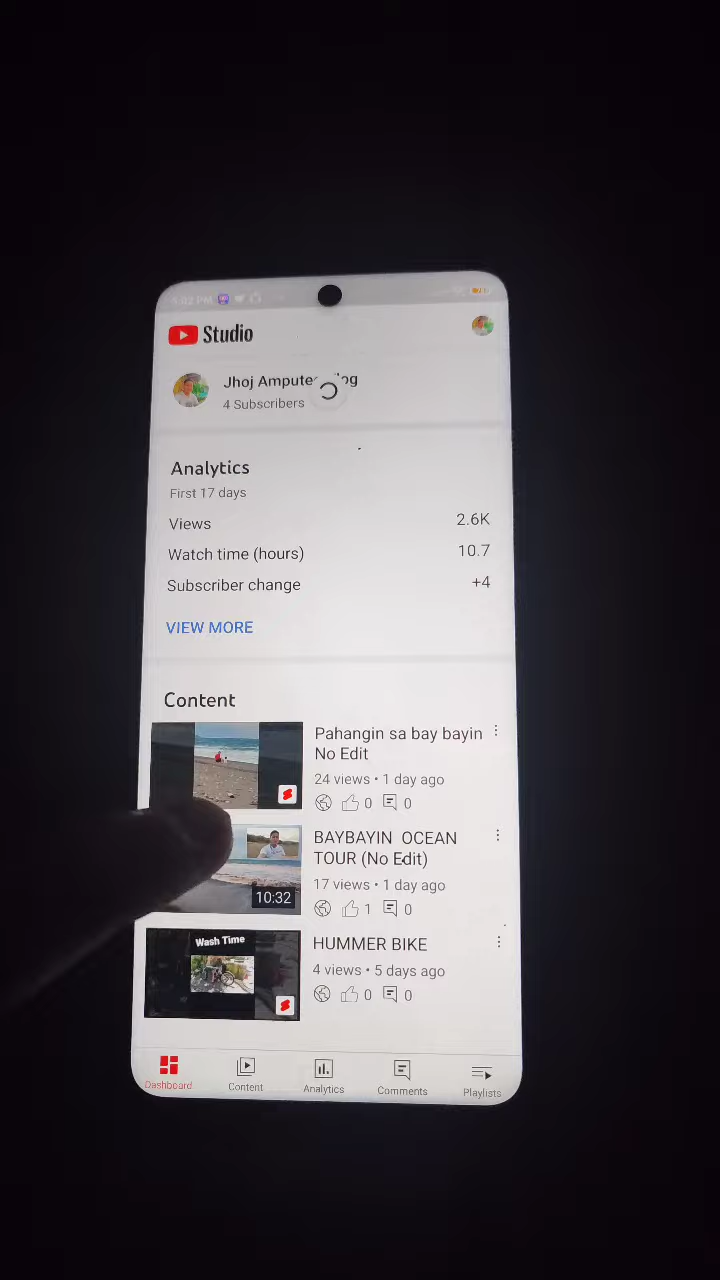 5:02 PM
Studio
Jhoj Ampute
4 Subscribers
Analytics
First 17 days
Views 2.6K
Watch time (hours) 10.7
Subscriber change +4
VIEW MORE
Content
Pahangin sa bay bayin
No Edit
24 views • 1 day ago
0 0
BAYBAYIN OCEAN
TOUR (No Edit)
10:32
17 views • 1 day ago
1 0
Wash Time
HUMMER BIKE
4 views • 5 days ago
0 0
Dashboard Content Analytics Comments Playlists